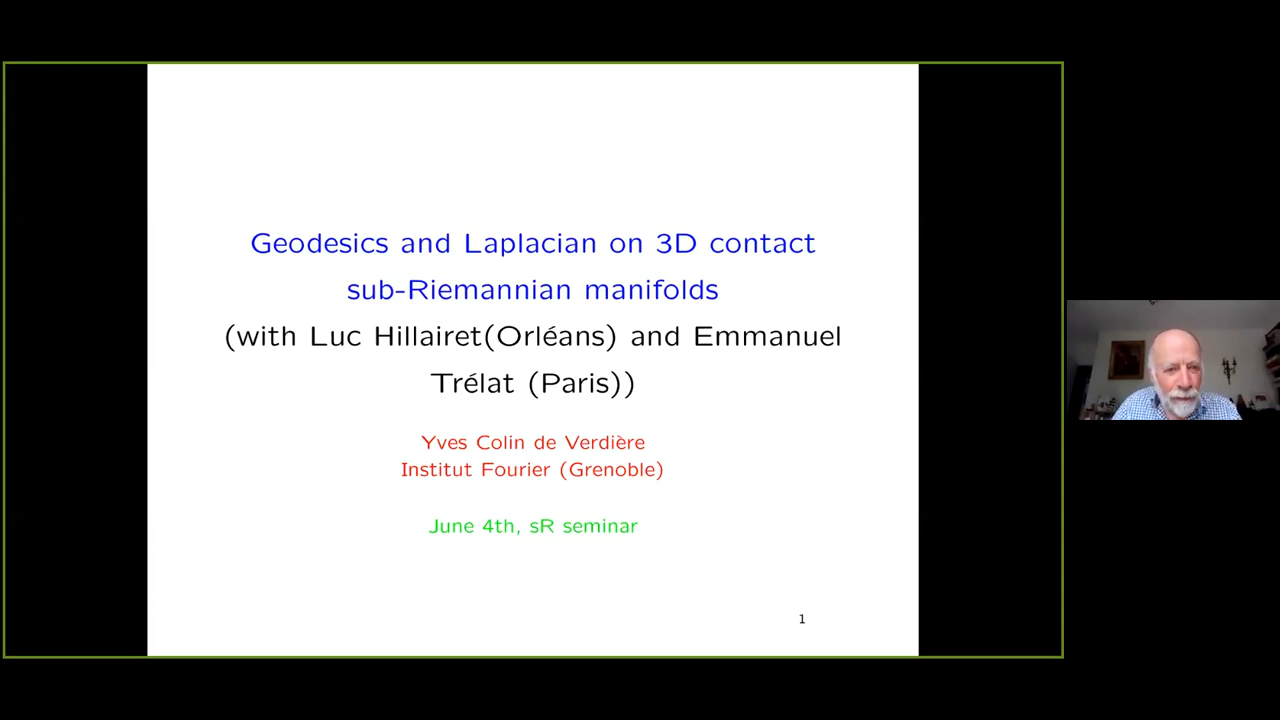 Geodesics and Laplacian on 3D contact
sub-Riemannian manifolds
(with Luc Hillairet(Orléans) and Emmanuel
Trélat (Paris))
Yves Colin de Verdière
Institut Fourier (Grenoble)
June 4th, sR seminar
1